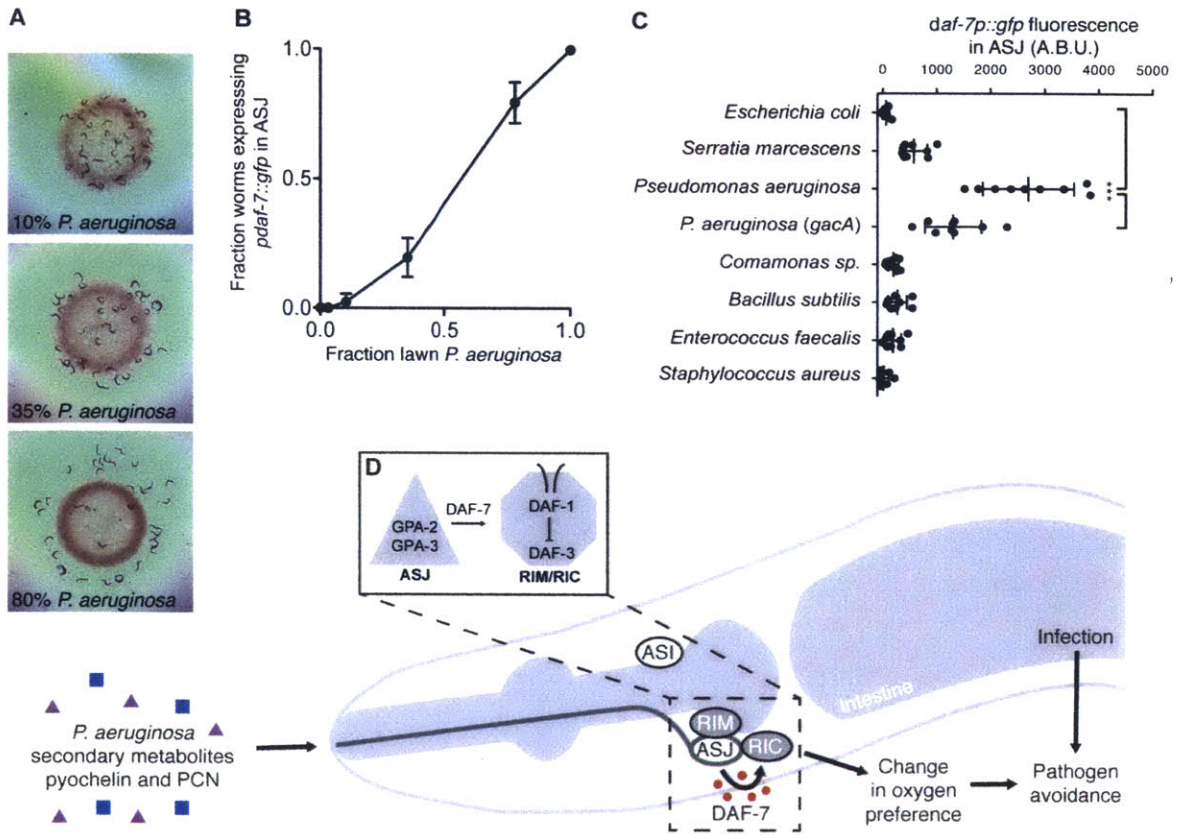 A
10% P. aeruginosa
35% P. aeruginosa
80% P. aeruginosa
B
Fraction worms expresssing
pdaf-7::gfp in ASJ
1.0
0.5
0.0
0.0
0.5
1.0
Fraction lawn P. aeruginosa
C
daf-7p::gfp fluorescence
in ASJ (A.B.U.)
0 1000 2000 3000 4000 5000
Escherichia coli
Serratia marcescens
Pseudomonas aeruginosa
P. aeruginosa (gacA)
Comamonas sp.
Bacillus subtilis
Enterococcus faecalis
Staphylococcus aureus
***
D
GPA-2
GPA-3
ASJ
DAF-7
DAF-1
DAF-3
RIM/RIC
P. aeruginosa
secondary metabolites
pyochelin and PCN
ASI
RIM
ASJ
RIC
DAF-7
Intestine
Infection
Change
in oxygen
preference
Pathogen
avoidance